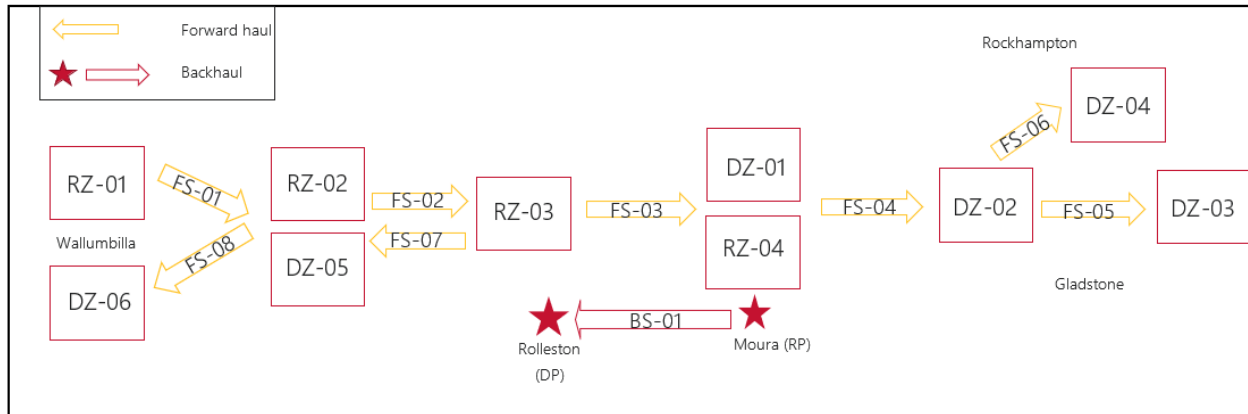 Forward haul
Backhaul
Rockhampton
DZ-04
FS-06
RZ-01
FS-01
RZ-02
FS-02
RZ-03
FS-03
DZ-01
FS-04
DZ-02
FS-05
DZ-03
Wallumbilla
FS-08
DZ-05
FS-07
RZ-04
DZ-06
Gladstone
BS-01
Rolleston
(DP)
Moura (RP)